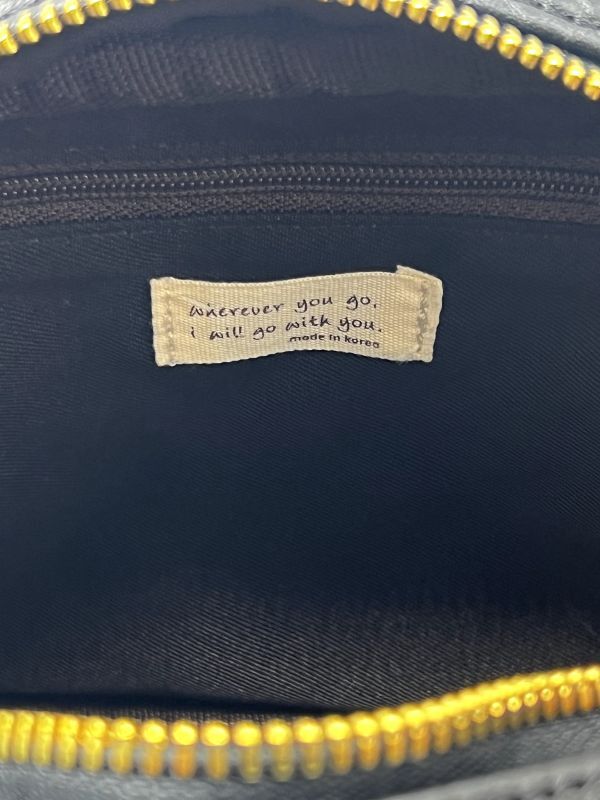 wherever you go,
i will go with you.
made in korea